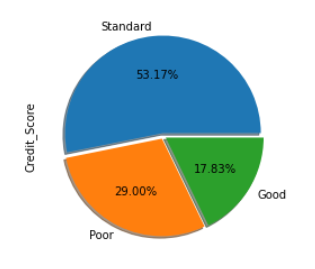 Standard
53.17%
Credit_Score
17.83%
29.00%
Good
Poor